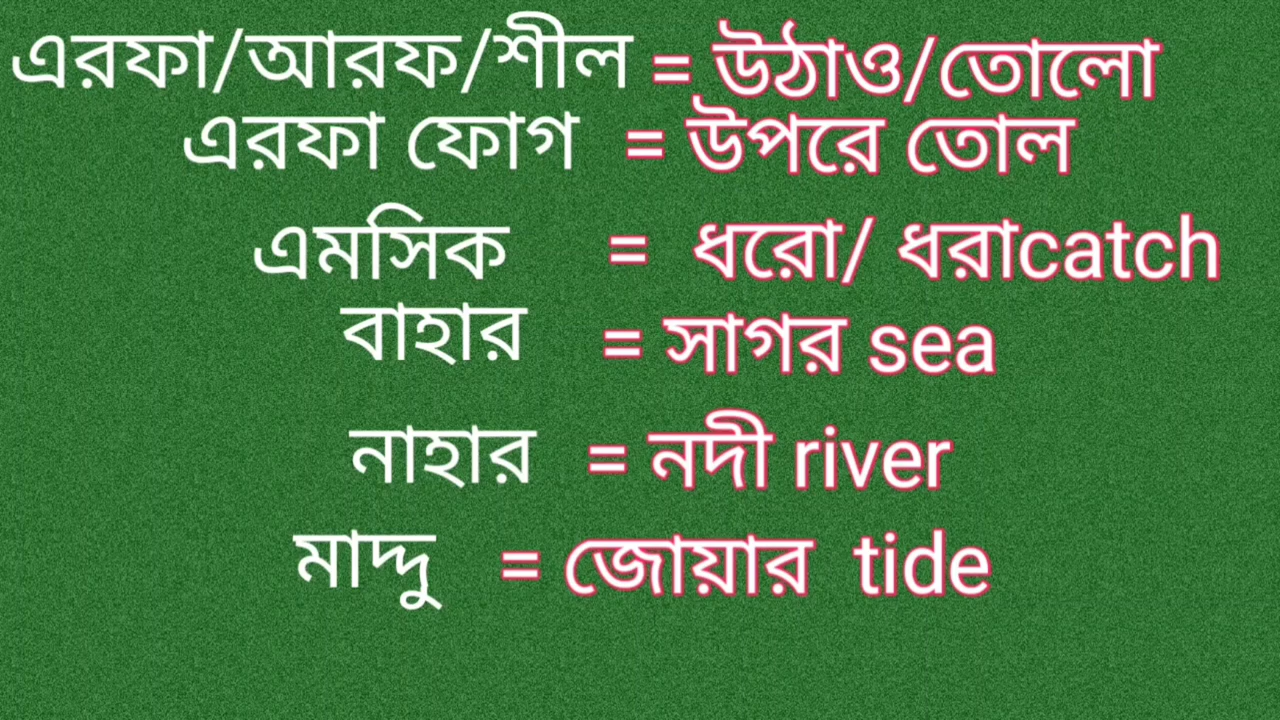 এরফা/আরফ/শীল = উঠাও/তোলো
এরফা ফোগ = উপরে তোল
এমসিক = ধরো/ ধরাcatch
বাহার = সাগর sea
নাহার = নদী river
মাদ্দু = জোয়ার tide